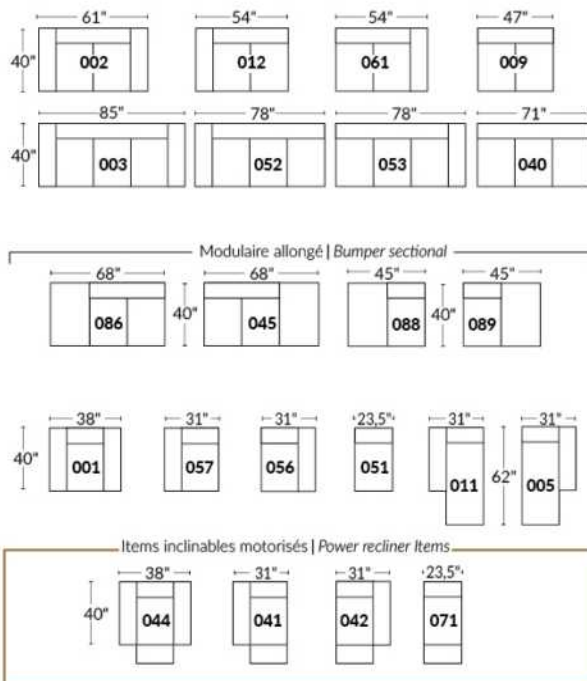 61" 54" 54" 47"
40" 002 012 061 009
85" 78" 78" 71"
40" 003 052 053 040
Modulaire allongé | Bumper sectional
68" 68" 45" 45"
086 40" 045 088 40" 089
38" 31" 31" 23,5" 31" 31"
40" 001 057 056 051 011 62" 005
Items inclinables motorisés | Power recliner Items
38" 31" 31" 23,5"
40" 044 041 042 071